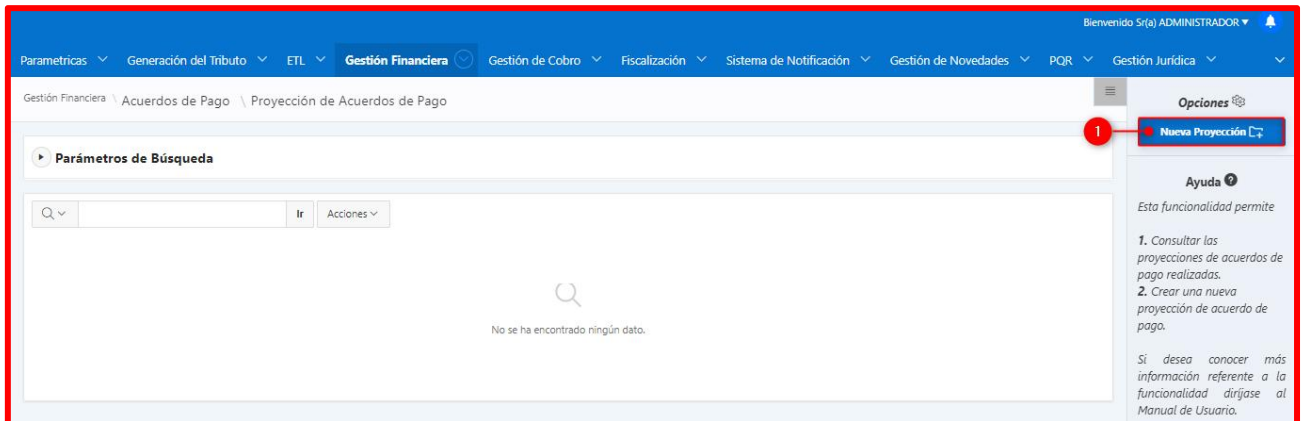 Bienvenido Sr(a) ADMINISTRADOR
Parametricas Generación del Tributo ETL Gestión Financiera Gestión de Cobro Fiscalización Sistema de Notificación Gestión de Novedades PQR Gestión Jurídica
Gestión Financiera \ Acuerdos de Pago \ Proyección de Acuerdos de Pago
Opciones
1
Nueva Proyección
Parámetros de Búsqueda
Ir Acciones
No se ha encontrado ningún dato.
Ayuda
Esta funcionalidad permite
1. Consultar las
proyecciones de acuerdos de
pago realizadas.
2. Crear una nueva
proyección de acuerdo de
pago.
Si desea conocer más
información referente a la
funcionalidad diríjase al
Manual de Usuario.